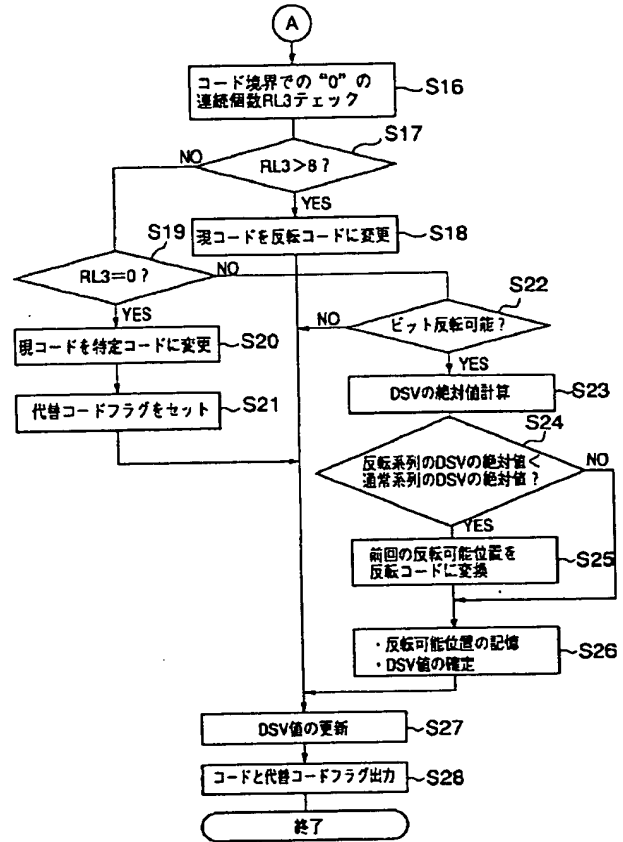 A
コード境界での“0”の
連続個数RL3チェック
S16
S17
NO
RL3>8?
YES
現コードを反転コードに変更
S18
S19
RL3=0?
NO
YES
現コードを特定コードに変更
S20
代替コードフラグをセット
S21
S22
NO
ビット反転可能?
YES
DSVの絶対値計算
S23
S24
反転系列のDSVの絶対値<
通常系列のDSVの絶対値?
NO
YES
前回の反転可能位置を
反転コードに変換
S25
・反転可能位置の記憶
・DSV値の確定
S26
DSV値の更新
S27
コードと代替コードフラグ出力
S28
終了